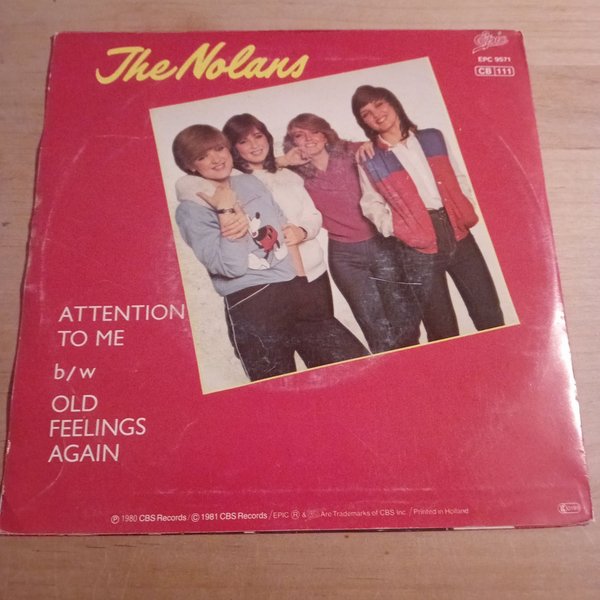 The Nolans
Epic
EPC 9571
CB 111
ATTENTION
TO ME
b/w
OLD
FEELINGS
AGAIN
℗ 1980 CBS Records / © 1981 CBS Records / EPIC ® & Are Trademarks of CBS Inc / Printed in Holland